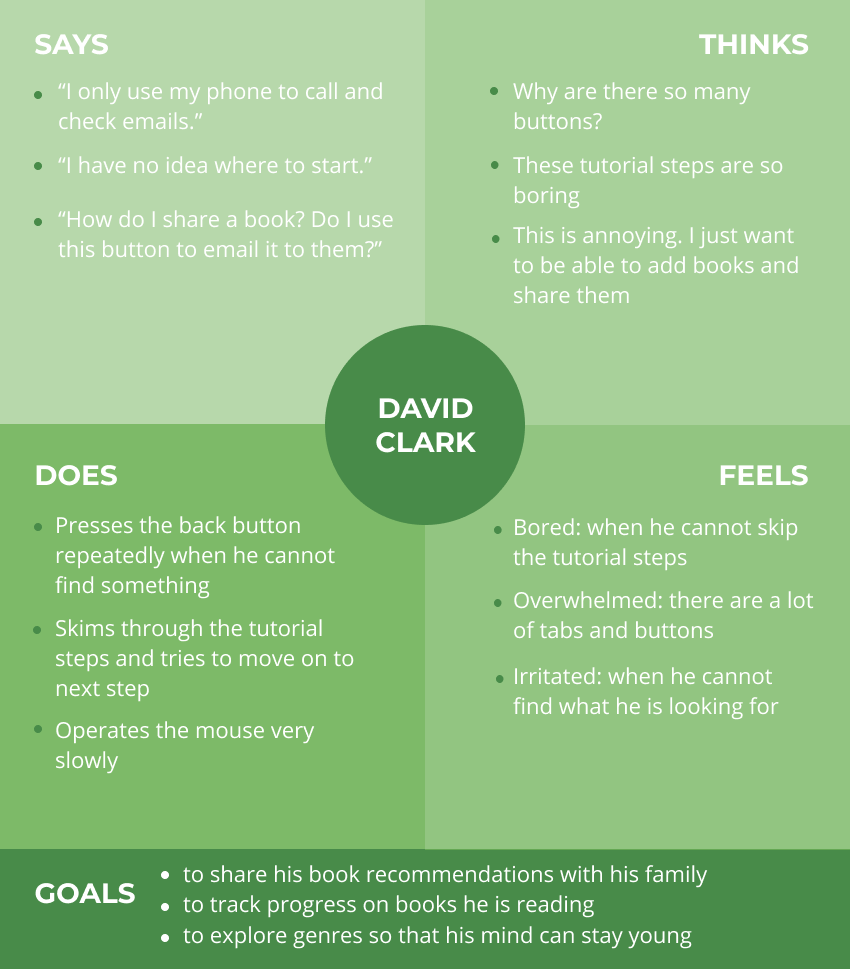 SAYS
• “I only use my phone to call and
check emails.”
• “I have no idea where to start.”
• “How do I share a book? Do I use
this button to email it to them?”
THINKS
• Why are there so many
buttons?
• These tutorial steps are so
boring
• This is annoying. I just want
to be able to add books and
share them
DAVID
CLARK
DOES
• Presses the back button
repeatedly when he cannot
find something
• Skims through the tutorial
steps and tries to move on to
next step
• Operates the mouse very
slowly
FEELS
• Bored: when he cannot skip
the tutorial steps
• Overwhelmed: there are a lot
of tabs and buttons
• Irritated: when he cannot
find what he is looking for
GOALS
• to share his book recommendations with his family
• to track progress on books he is reading
• to explore genres so that his mind can stay young